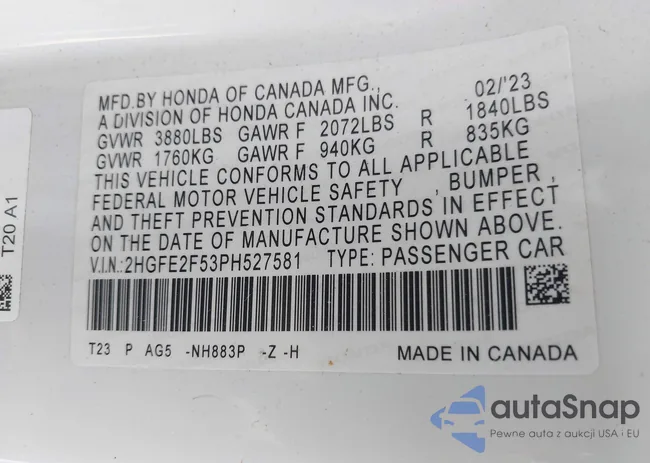 MFD.BY HONDA OF CANADA MFG., 02/'23
A DIVISION OF HONDA CANADA INC.
GVWR 3880LBS GAWR F 2072LBS R 1840LBS
GVWR 1760KG GAWR F 940KG R 835KG
THIS VEHICLE CONFORMS TO ALL APPLICABLE
FEDERAL MOTOR VEHICLE SAFETY , BUMPER ,
AND THEFT PREVENTION STANDARDS IN EFFECT
ON THE DATE OF MANUFACTURE SHOWN ABOVE.
V.I.N:2HGFE2F53PH527581 TYPE: PASSENGER CAR
T23 P AG5 -NH883P -Z -H MADE IN CANADA
T20 A1
autaSnap
Pewne auta z aukcji USA i EU